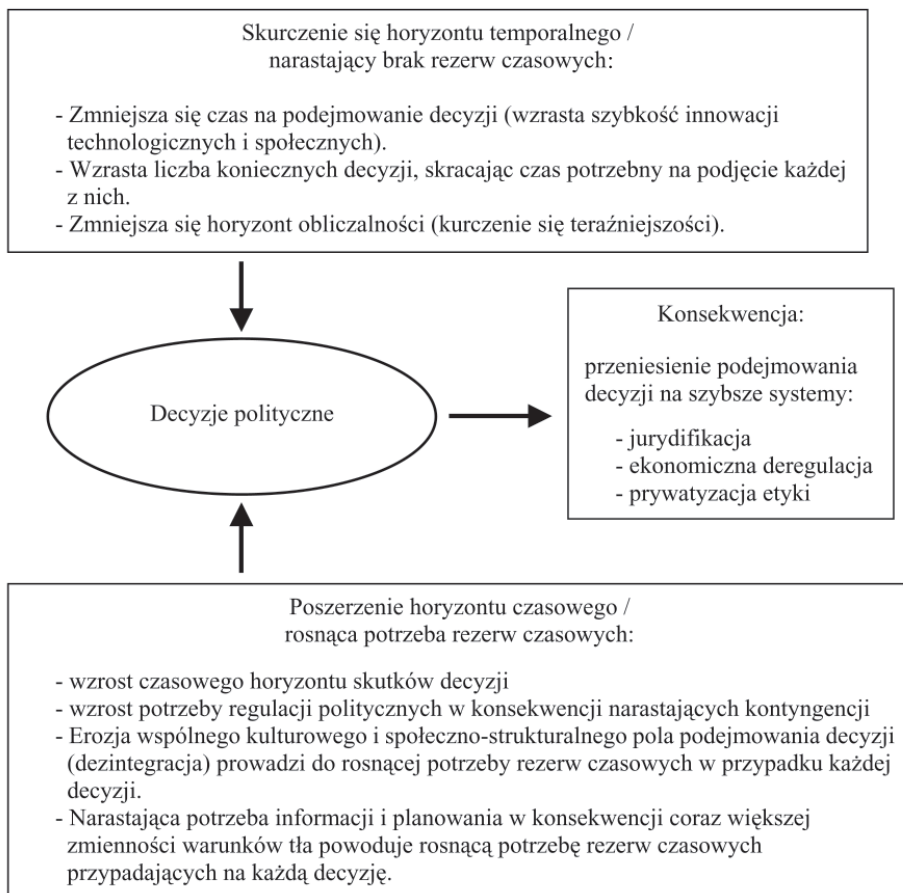 Skurczenie się horyzontu temporalnego /
narastający brak rezerw czasowych:
- Zmniejsza się czas na podejmowanie decyzji (wzrasta szybkość innowacji
technologicznych i społecznych).
- Wzrasta liczba koniecznych decyzji, skracając czas potrzebny na podjęcie każdej
z nich.
- Zmniejsza się horyzont obliczalności (kurczenie się teraźniejszości).
Decyzje polityczne
Konsekwencja:
przeniesienie podejmowania
decyzji na szybsze systemy:
- jurydifikacja
- ekonomiczna deregulacja
- prywatyzacja etyki
Poszerzenie horyzontu czasowego /
rosnąca potrzeba rezerw czasowych:
- wzrost czasowego horyzontu skutków decyzji
- wzrost potrzeby regulacji politycznych w konsekwencji narastających kontyngencji
- Erozja wspólnego kulturowego i społeczno-strukturalnego pola podejmowania decyzji
(dezintegracja) prowadzi do rosnącej potrzeby rezerw czasowych w przypadku każdej
decyzji.
- Narastająca potrzeba informacji i planowania w konsekwencji coraz większej
zmienności warunków tła powoduje rosnącą potrzebę rezerw czasowych
przypadających na każdą decyzję.